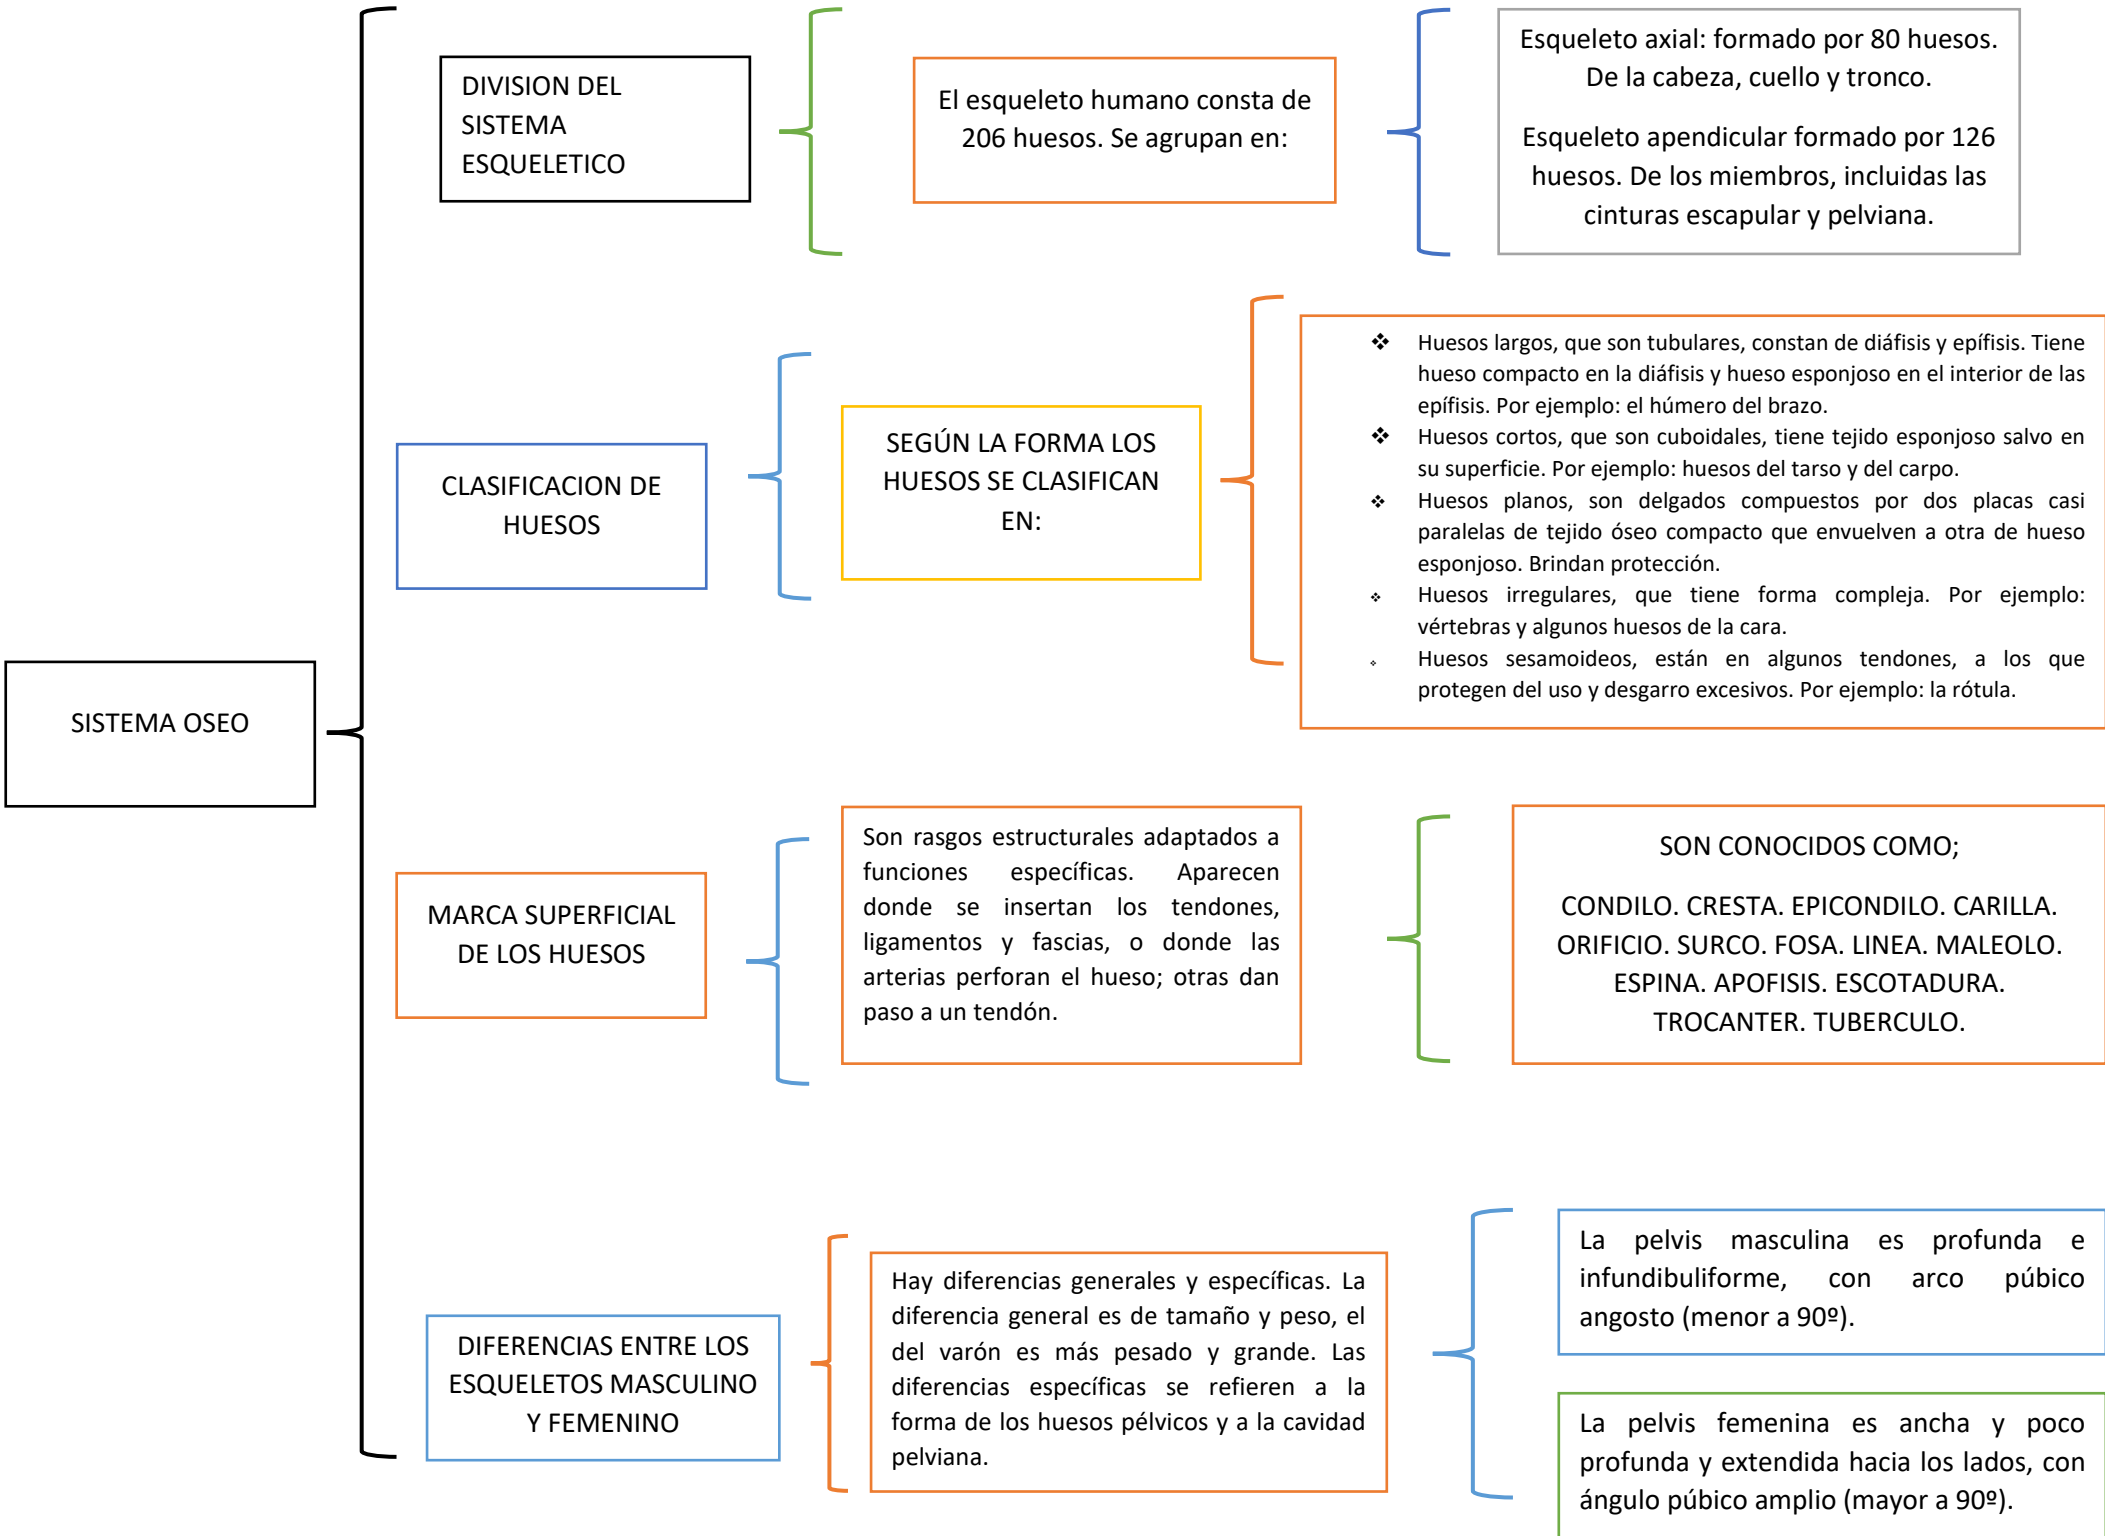 SISTEMA OSEO
DIVISION DEL
SISTEMA
ESQUELETICO
El esqueleto humano consta de
206 huesos. Se agrupan en:
Esqueleto axial: formado por 80 huesos.
De la cabeza, cuello y tronco.
Esqueleto apendicular formado por 126
huesos. De los miembros, incluidas las
cinturas escapular y pelviana.
CLASIFICACION DE
HUESOS
SEGÚN LA FORMA LOS
HUESOS SE CLASIFICAN
EN:
❖ Huesos largos, que son tubulares, constan de diáfisis y epífisis. Tiene
hueso compacto en la diáfisis y hueso esponjoso en el interior de las
epífisis. Por ejemplo: el húmero del brazo.
❖ Huesos cortos, que son cuboidales, tiene tejido esponjoso salvo en
su superficie. Por ejemplo: huesos del tarso y del carpo.
❖ Huesos planos, son delgados compuestos por dos placas casi
paralelas de tejido óseo compacto que envuelven a otra de hueso
esponjoso. Brindan protección.
❖ Huesos irregulares, que tiene forma compleja. Por ejemplo:
vértebras y algunos huesos de la cara.
❖ Huesos sesamoideos, están en algunos tendones, a los que
protegen del uso y desgarro excesivos. Por ejemplo: la rótula.
MARCA SUPERFICIAL
DE LOS HUESOS
Son rasgos estructurales adaptados a
funciones específicas. Aparecen
donde se insertan los tendones,
ligamentos y fascias, o donde las
arterias perforan el hueso; otras dan
paso a un tendón.
SON CONOCIDOS COMO;
CONDILO. CRESTA. EPICONDILO. CARILLA.
ORIFICIO. SURCO. FOSA. LINEA. MALEOLO.
ESPINA. APOFISIS. ESCOTADURA.
TROCANTER. TUBERCULO.
DIFERENCIAS ENTRE LOS
ESQUELETOS MASCULINO
Y FEMENINO
Hay diferencias generales y específicas. La
diferencia general es de tamaño y peso, el
del varón es más pesado y grande. Las
diferencias específicas se refieren a la
forma de los huesos pélvicos y a la cavidad
pelviana.
La pelvis masculina es profunda e
infundibuliforme, con arco púbico
angosto (menor a 90º).
La pelvis femenina es ancha y poco
profunda y extendida hacia los lados, con
ángulo púbico amplio (mayor a 90º).